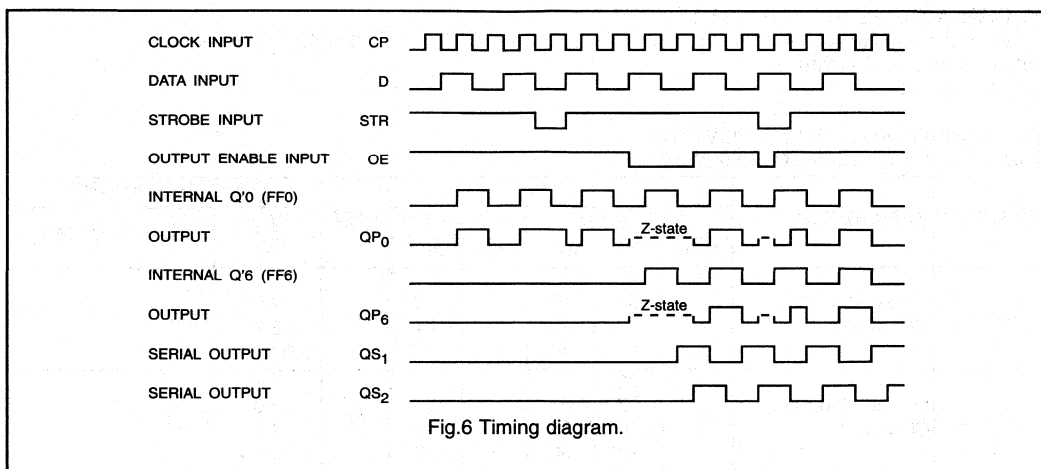 CLOCK INPUT CP
DATA INPUT D
STROBE INPUT STR
OUTPUT ENABLE INPUT OE
INTERNAL Q'0 (FF0)
OUTPUT QP0 Z-state
INTERNAL Q'6 (FF6)
OUTPUT QP6 Z-state
SERIAL OUTPUT QS1
SERIAL OUTPUT QS2
Fig.6 Timing diagram.